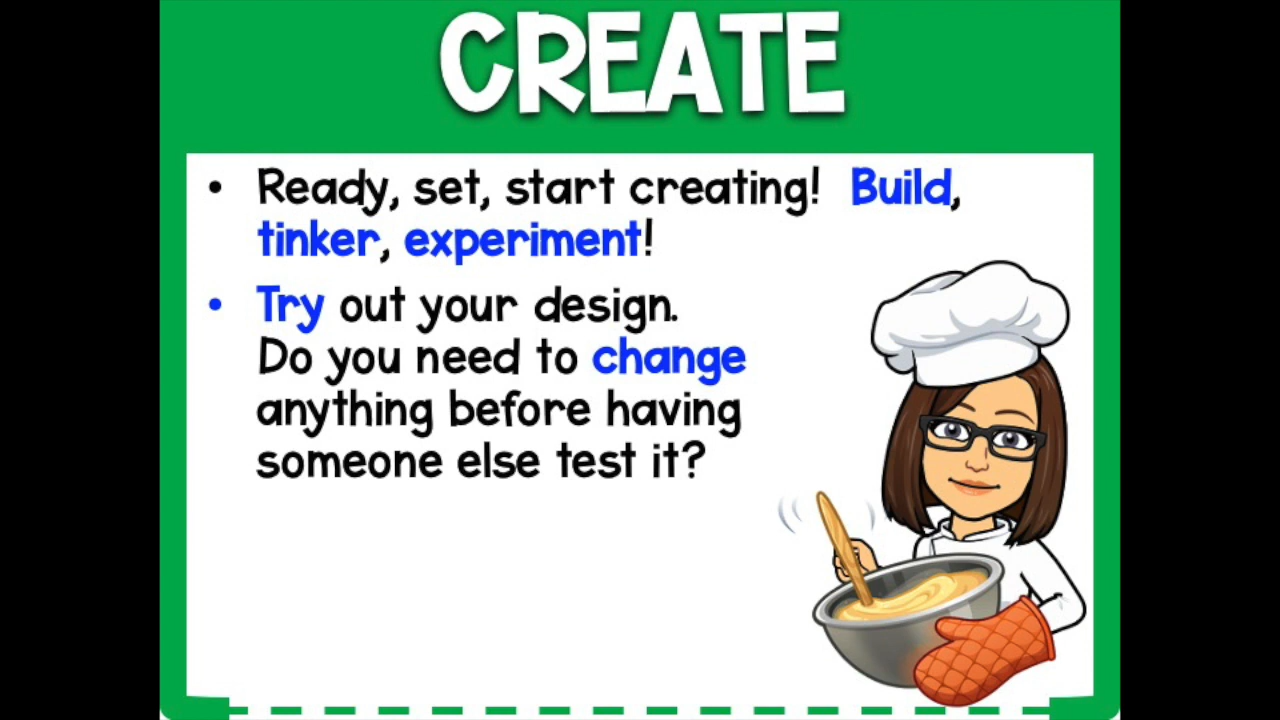 CREATE
• Ready, set, start creating! Build,
tinker, experiment!
• Try out your design.
Do you need to change
anything before having
someone else test it?